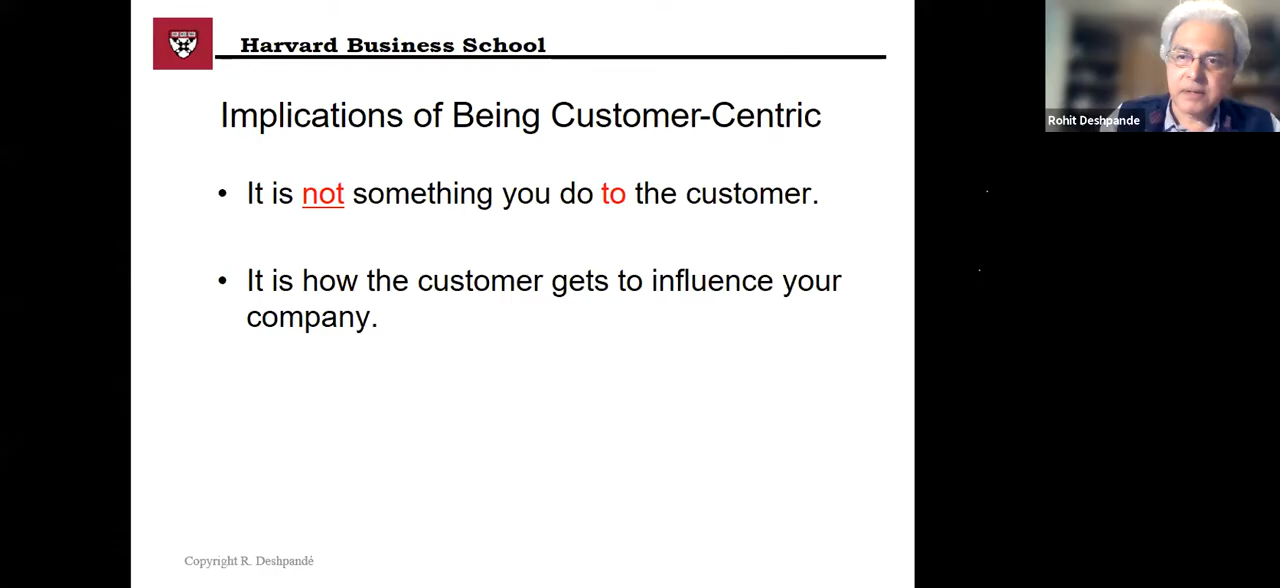 Harvard Business School
Rohit Deshpande
Implications of Being Customer-Centric
• It is not something you do to the customer.
• It is how the customer gets to influence your
company.
Copyright R. Deshpandé